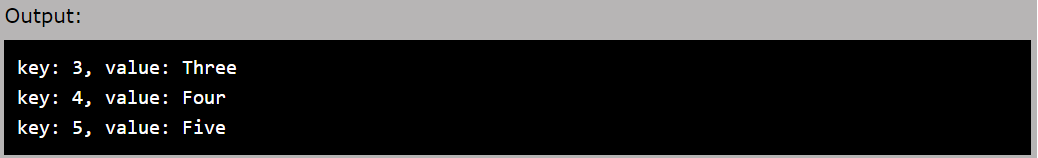 Output:
key: 3, value: Three
key: 4, value: Four
key: 5, value: Five